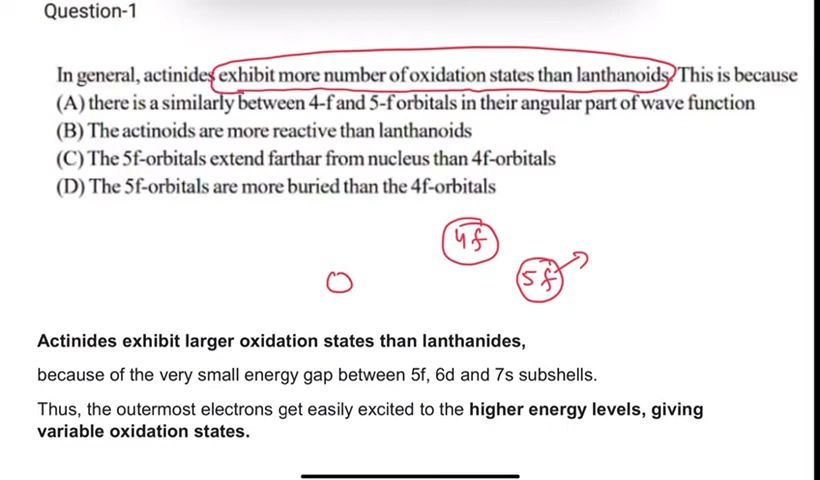 Question-1
In general, actinides exhibit more number of oxidation states than lanthanoids. This is because
(A) there is a similarly between 4-f and 5-f orbitals in their angular part of wave function
(B) The actinoids are more reactive than lanthanoids
(C) The 5f-orbitals extend farthar from nucleus than 4f-orbitals
(D) The 5f-orbitals are more buried than the 4f-orbitals
4f
5f
Actinides exhibit larger oxidation states than lanthanides,
because of the very small energy gap between 5f, 6d and 7s subshells.
Thus, the outermost electrons get easily excited to the higher energy levels, giving
variable oxidation states.